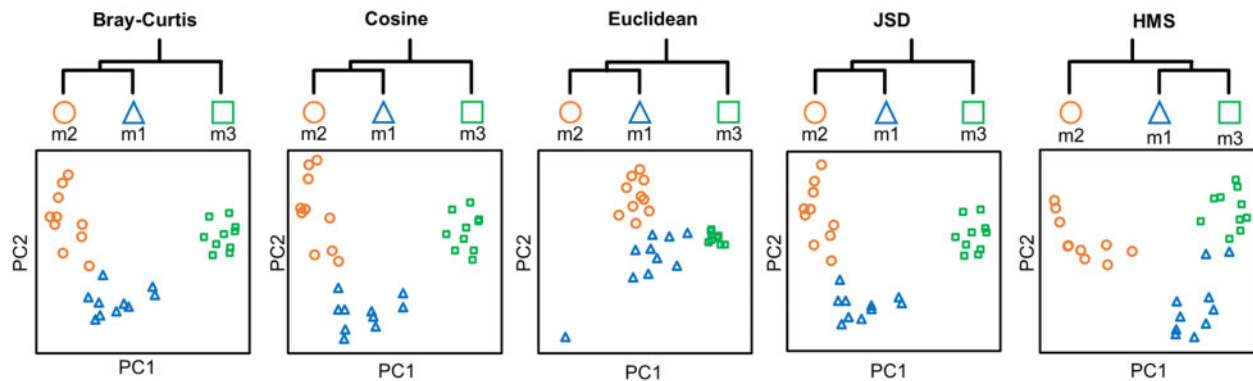 Bray-Curtis Cosine Euclidean JSD HMS
m2 m1 m3 m2 m1 m3 m2 m1 m3 m2 m1 m3 m2 m1 m3
PC2 PC2 PC2 PC2 PC2
PC1 PC1 PC1 PC1 PC1